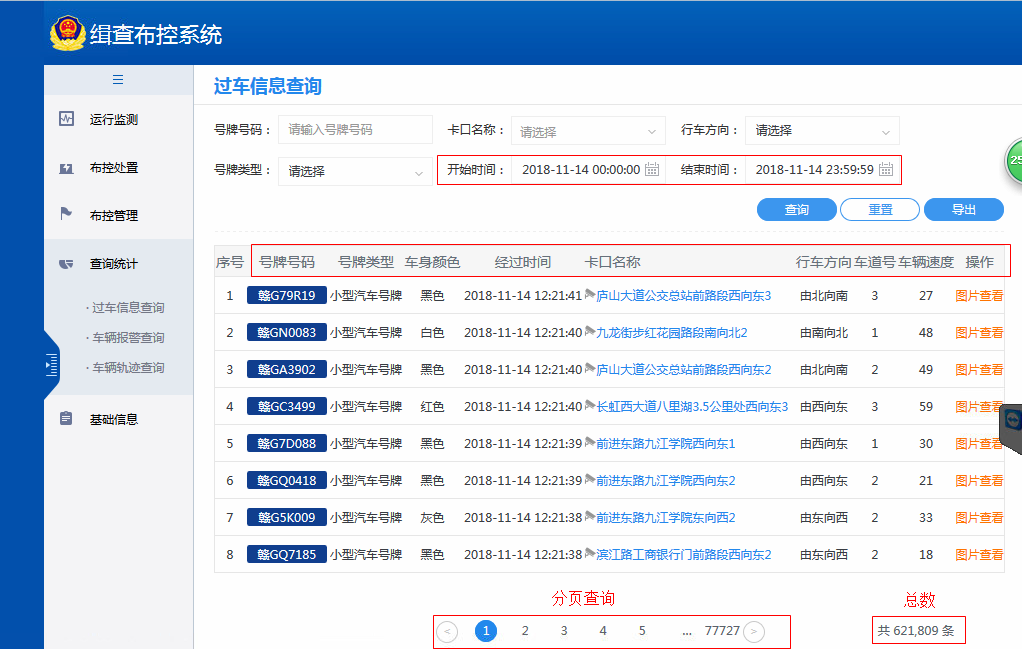 缉查布控系统
运行监测
布控处置
布控管理
查询统计
·过车信息查询
·车辆报警查询
·车辆轨迹查询
基础信息
过车信息查询
号牌号码： 请输入号牌号码 卡口名称： 请选择 行车方向： 请选择
号牌类型： 请选择 开始时间： 2018-11-14 00:00:00 结束时间： 2018-11-14 23:59:59
查询 重置 导出
序号 号牌号码 号牌类型 车身颜色 经过时间 卡口名称 行车方向 车道号 车辆速度 操作
1 赣G79R19 小型汽车号牌 黑色 2018-11-14 12:21:41 庐山大道公交总站前路段西向东3 由北向南 3 27 图片查看
2 赣GN0083 小型汽车号牌 白色 2018-11-14 12:21:40 九龙街步红花园路段南向北2 由南向北 1 48 图片查看
3 赣GA3902 小型汽车号牌 黑色 2018-11-14 12:21:40 庐山大道公交总站前路段西向东2 由北向南 2 49 图片查看
4 赣GC3499 小型汽车号牌 红色 2018-11-14 12:21:40 长虹西大道八里湖3.5公里处西向东3 由西向东 3 59 图片查看
5 赣G7D088 小型汽车号牌 黑色 2018-11-14 12:21:39 前进东路九江学院西向东1 由西向东 1 30 图片查看
6 赣GQ0418 小型汽车号牌 黑色 2018-11-14 12:21:39 前进东路九江学院西向东2 由西向东 2 21 图片查看
7 赣G5K009 小型汽车号牌 灰色 2018-11-14 12:21:38 前进东路九江学院东向西2 由东向西 2 33 图片查看
8 赣GQ7185 小型汽车号牌 黑色 2018-11-14 12:21:38 滨江路工商银行门前路段西向东2 由东向西 2 18 图片查看
分页查询 总数
< 1 2 3 4 5 ... 77727 > 共 621,809 条
25